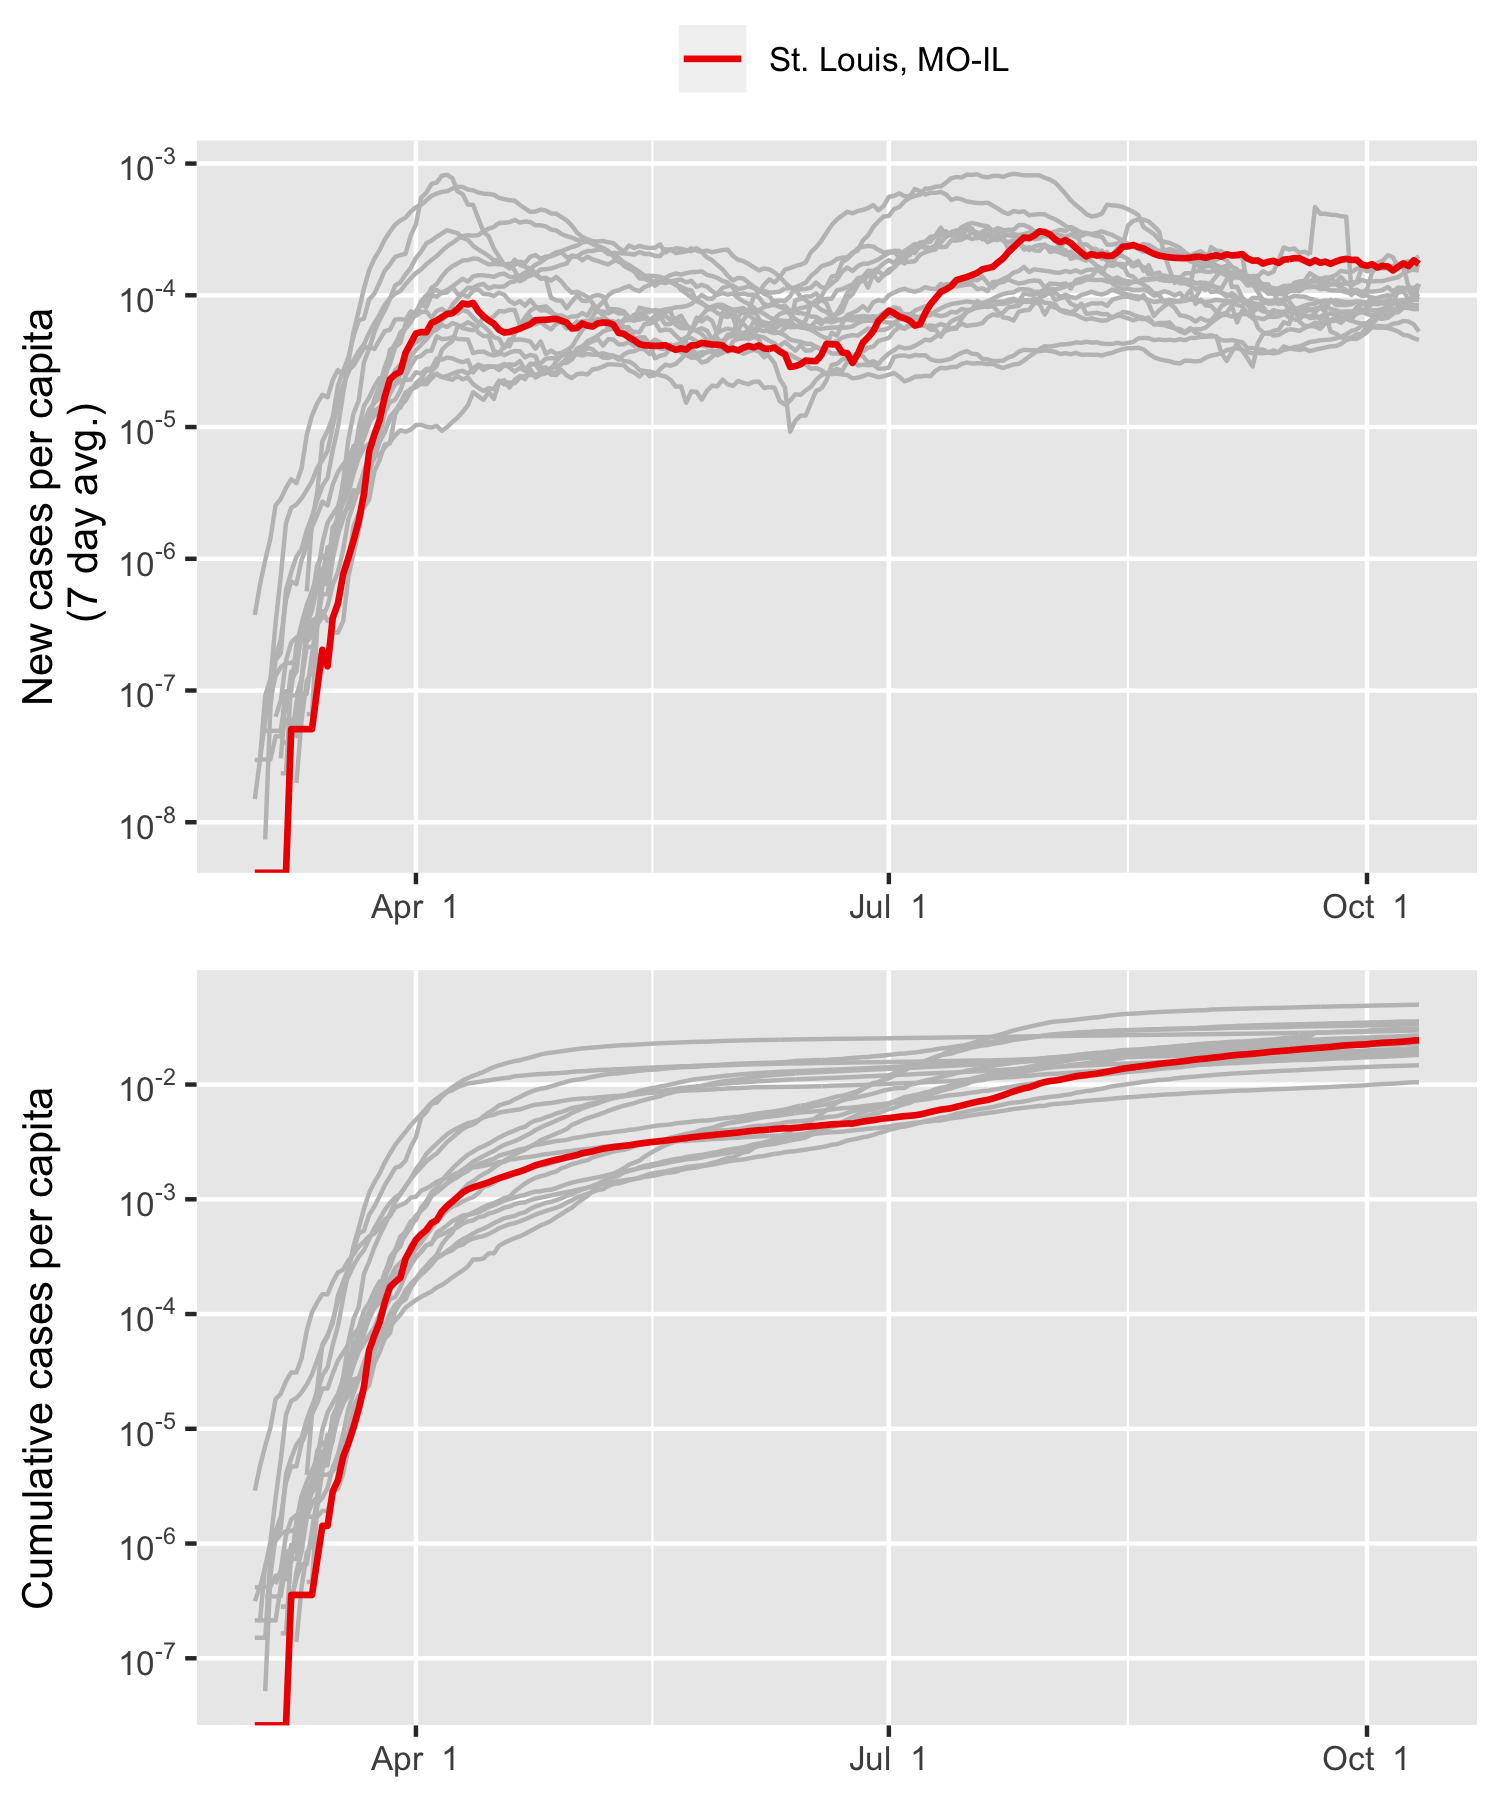 St. Louis, MO-IL
New cases per capita
(7 day avg.)
10-3
10-4
10-5
10-6
10-7
10-8
Apr 1
Jul 1
Oct 1
Cumulative cases per capita
10-2
10-3
10-4
10-5
10-6
10-7
Apr 1
Jul 1
Oct 1